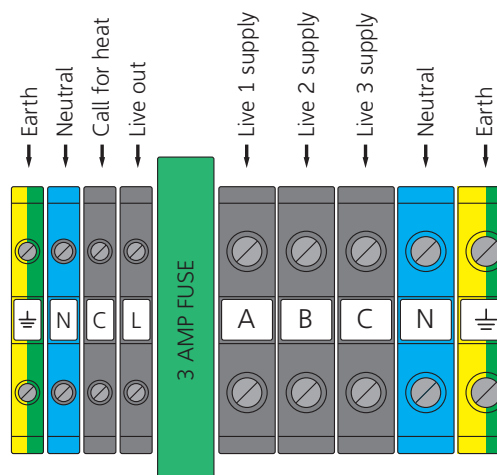 Earth
Neutral
Call for heat
Live out
Live 1 supply
Live 2 supply
Live 3 supply
Neutral
Earth
N
C
L
3 AMP FUSE
A
B
C
N